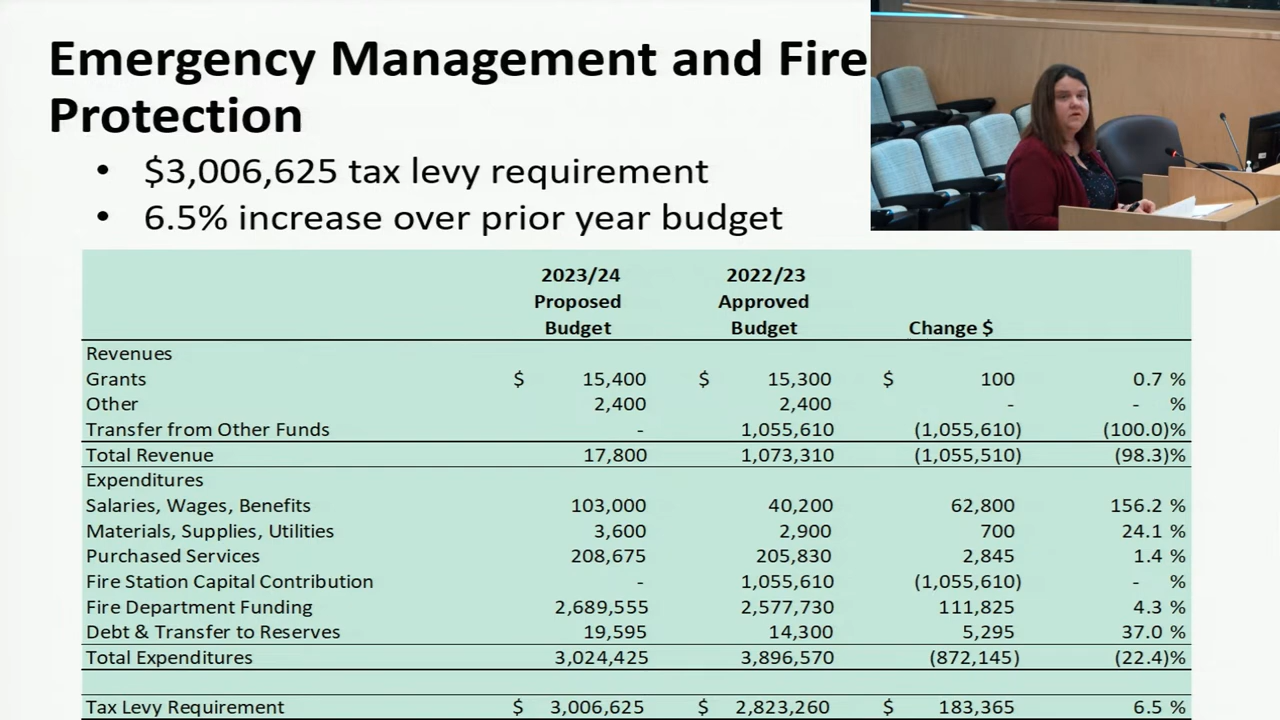 Emergency Management and Fire
Protection
• $3,006,625 tax levy requirement
• 6.5% increase over prior year budget
2023/24 2022/23
Proposed Approved
Budget Budget Change $
Revenues
Grants $ 15,400 $ 15,300 $ 100 0.7 %
Other 2,400 2,400 - - %
Transfer from Other Funds - 1,055,610 (1,055,610) (100.0)%
Total Revenue 17,800 1,073,310 (1,055,510) (98.3)%
Expenditures
Salaries, Wages, Benefits 103,000 40,200 62,800 156.2 %
Materials, Supplies, Utilities 3,600 2,900 700 24.1 %
Purchased Services 208,675 205,830 2,845 1.4 %
Fire Station Capital Contribution - 1,055,610 (1,055,610) - %
Fire Department Funding 2,689,555 2,577,730 111,825 4.3 %
Debt & Transfer to Reserves 19,595 14,300 5,295 37.0 %
Total Expenditures 3,024,425 3,896,570 (872,145) (22.4)%
Tax Levy Requirement $ 3,006,625 $ 2,823,260 $ 183,365 6.5 %